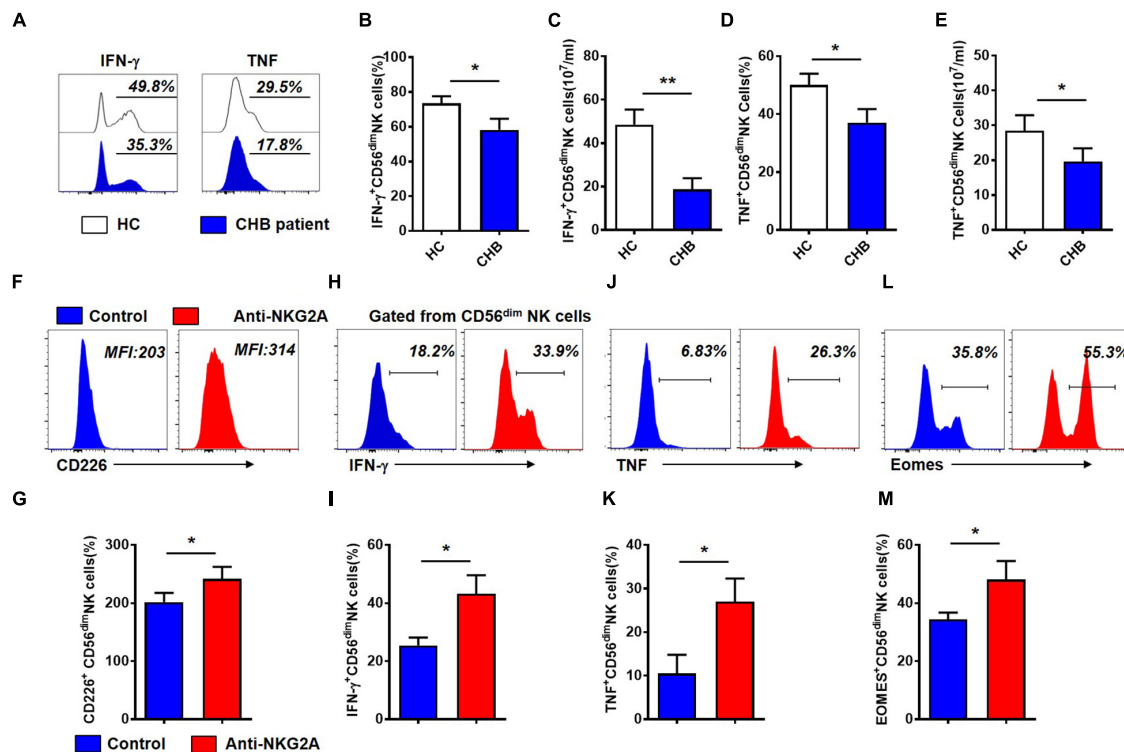 A
B
C
D
E
IFN-γ
TNF
49.8%
29.5%
35.3%
17.8%
HC
CHB patient
IFN-γ+CD56dimNK cells(%)
100
80
60
40
20
0
*
HC
CHB
IFN-γ+CD56dimNK Cells(10^7/ml)
80
60
40
20
0
**
HC
CHB
TNF+CD56dimNK Cells(%)
60
40
20
0
*
HC
CHB
TNF+CD56dimNK Cells(10^7/ml)
40
30
20
10
0
*
HC
CHB
F
H
J
L
Control
Anti-NKG2A
Gated from CD56dim NK cells
MFI:203
MFI:314
18.2%
33.9%
6.83%
26.3%
35.8%
55.3%
CD226
IFN-γ
TNF
Eomes
G
I
K
M
CD226+ CD56dimNK cells(%)
300
200
100
0
*
IFN-γ+CD56dimNK cells(%)
60
40
20
0
*
TNF+CD56dimNK cells(%)
40
30
20
10
0
*
EOMES+CD56dimNK cells(%)
60
40
20
0
*
Control
Anti-NKG2A